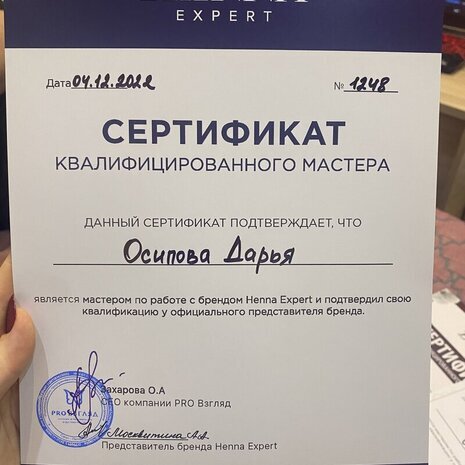 EXPERT
Дата 04.12.2022 № 1248
СЕРТИФИКАТ
КВАЛИФИЦИРОВАННОГО МАСТЕРА
ДАННЫЙ СЕРТИФИКАТ ПОДТВЕРЖДАЕТ, ЧТО
Осипова Дарья
является мастером по работе с брендом Henna Expert и подтвердил свою
квалификацию у официального представителя бренда.
Захарова О.А
CEO компании PRO Взгляд
PRO ВЗГЛЯД
Москвитина А.А.
Представитель бренда Henna Expert